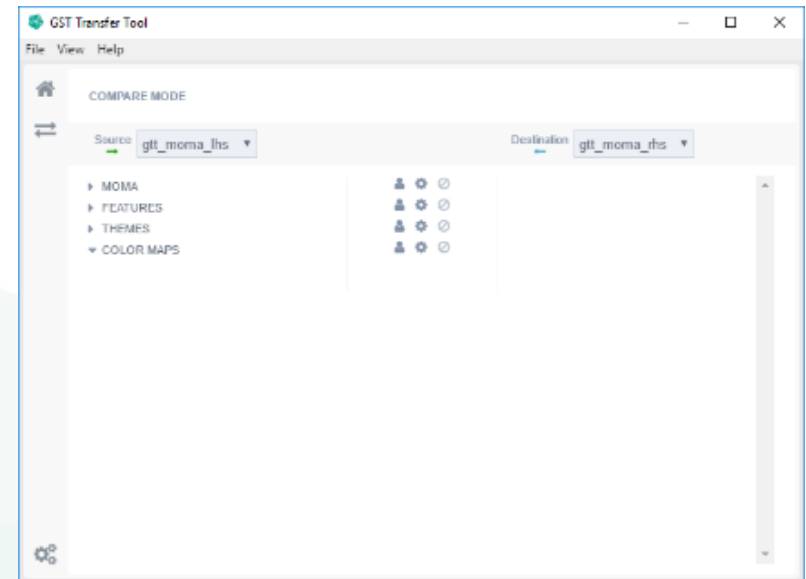 GST Transfer Tool
File View Help
COMPARE MODE
Source gtt_moma_lhs Destination gtt_moma_rhs
MOMA
FEATURES
THEMES
COLOR MAPS